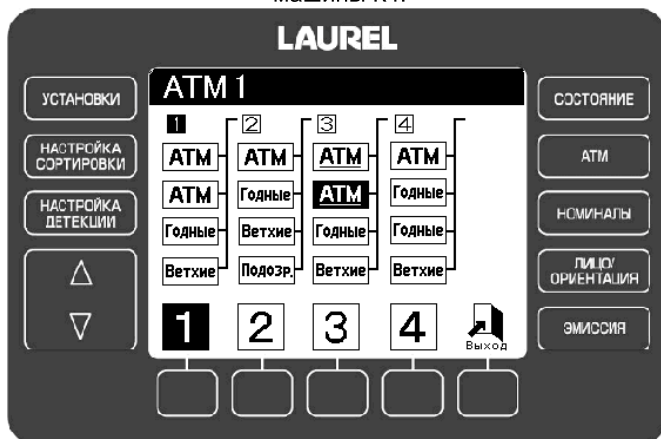 LAUREL
УСТАНОВКИ
НАСТРОЙКА
СОРТИРОВКИ
НАСТРОЙКА
ДЕТЕКЦИИ
ATM 1
1 2 3 4
ATM ATM ATM ATM
ATM Годные ATM Годные
Годные Ветхие Годные Годные
Ветхие Подозр. Ветхие Ветхие
1 2 3 4
Выход
СОСТОЯНИЕ
ATM
НОМИНАЛЫ
ЛИЦО/
ОРИЕНТАЦИЯ
ЭМИССИЯ